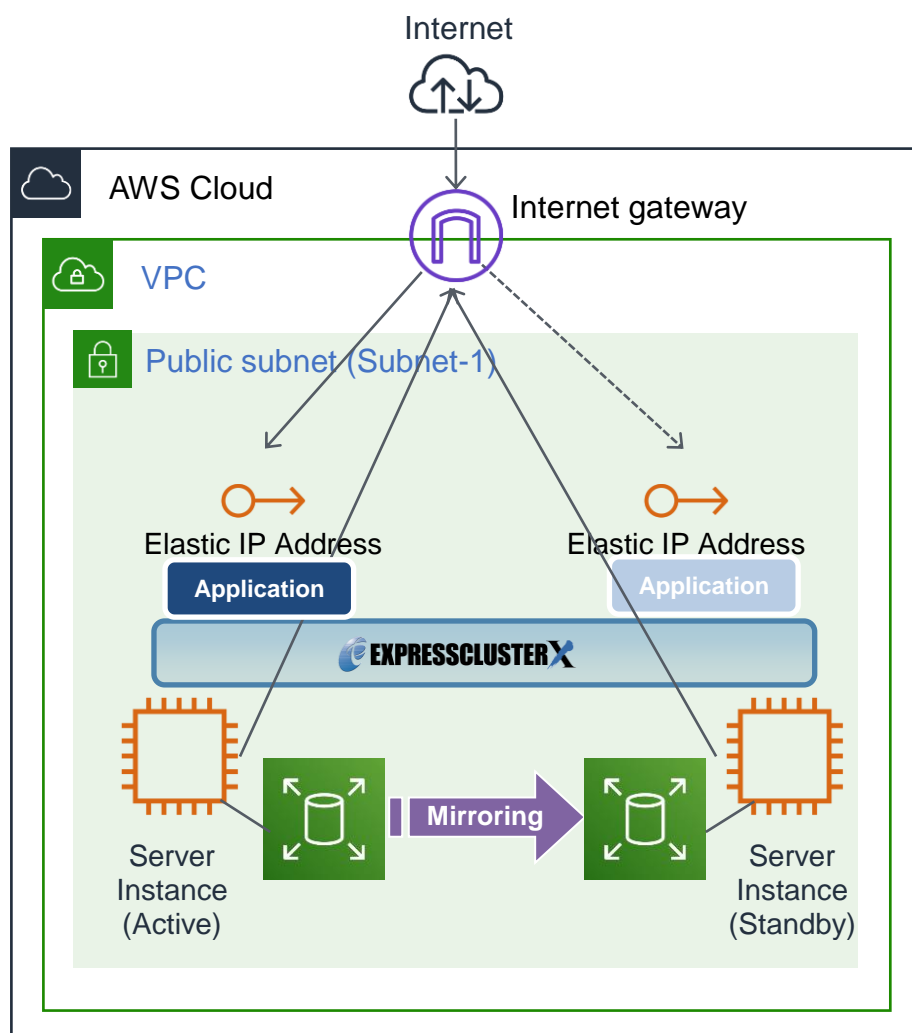 Internet
AWS Cloud
Internet gateway
VPC
Public subnet (Subnet-1)
Elastic IP Address
Elastic IP Address
Application
Application
EXPRESSCLUSTER X
Mirroring
Server
Instance
(Active)
Server
Instance
(Standby)